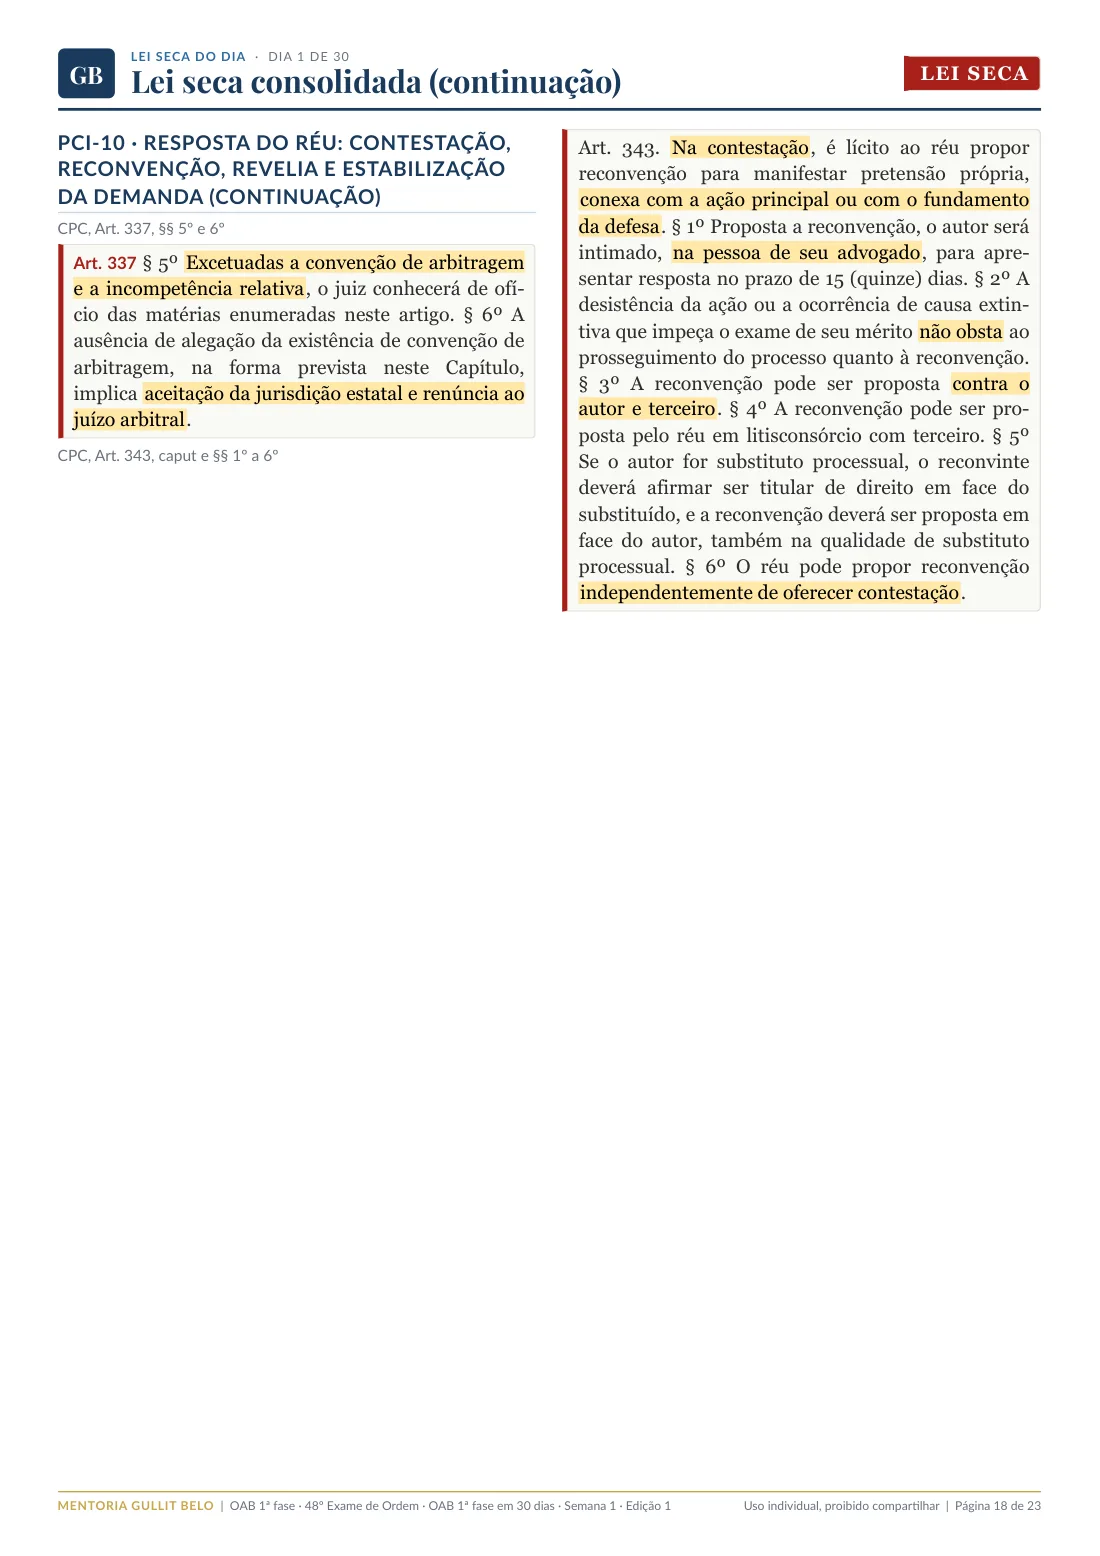 GB
LEI SECA DO DIA · DIA 1 DE 30
Lei seca consolidada (continuação)
LEI SECA
PCI-10 · RESPOSTA DO RÉU: CONTESTAÇÃO,
RECONVENÇÃO, REVELIA E ESTABILIZAÇÃO
DA DEMANDA (CONTINUAÇÃO)
CPC, Art. 337, §§ 5º e 6º
Art. 337 § 5º Excetuadas a convenção de arbitragem
e a incompetência relativa, o juiz conhecerá de ofí-
cio das matérias enumeradas neste artigo. § 6º A
ausência de alegação da existência de convenção de
arbitragem, na forma prevista neste Capítulo,
implica aceitação da jurisdição estatal e renúncia ao
juízo arbitral.
CPC, Art. 343, caput e §§ 1º a 6º
Art. 343. Na contestação, é lícito ao réu propor
reconvenção para manifestar pretensão própria,
conexa com a ação principal ou com o fundamento
da defesa. § 1º Proposta a reconvenção, o autor será
intimado, na pessoa de seu advogado, para apre-
sentar resposta no prazo de 15 (quinze) dias. § 2º A
desistência da ação ou a ocorrência de causa extin-
tiva que impeça o exame de seu mérito não obsta ao
prosseguimento do processo quanto à reconvenção.
§ 3º A reconvenção pode ser proposta contra o
autor e terceiro. § 4º A reconvenção pode ser pro-
posta pelo réu em litisconsórcio com terceiro. § 5º
Se o autor for substituto processual, o reconvinte
deverá afirmar ser titular de direito em face do
substituído, e a reconvenção deverá ser proposta em
face do autor, também na qualidade de substituto
processual. § 6º O réu pode propor reconvenção
independentemente de oferecer contestação.
MENTORIA GULLIT BELO | OAB 1ª fase · 48º Exame de Ordem · OAB 1ª fase em 30 dias · Semana 1 · Edição 1
Uso individual, proibido compartilhar | Página 18 de 23